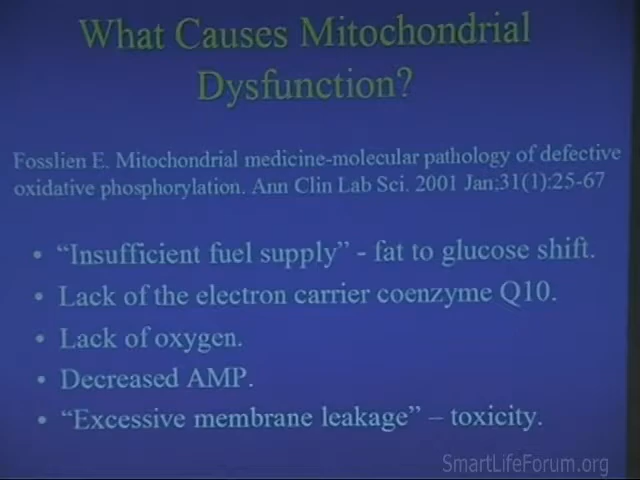 What Causes Mitochondrial
Dysfunction?
Fosslien E. Mitochondrial medicine-molecular pathology of defective
oxidative phosphorylation. Ann Clin Lab Sci. 2001 Jan;31(1):25-67
• “Insufficient fuel supply” - fat to glucose shift.
• Lack of the electron carrier coenzyme Q10.
• Lack of oxygen.
• Decreased AMP.
• “Excessive membrane leakage” – toxicity.
SmartLifeForum.org